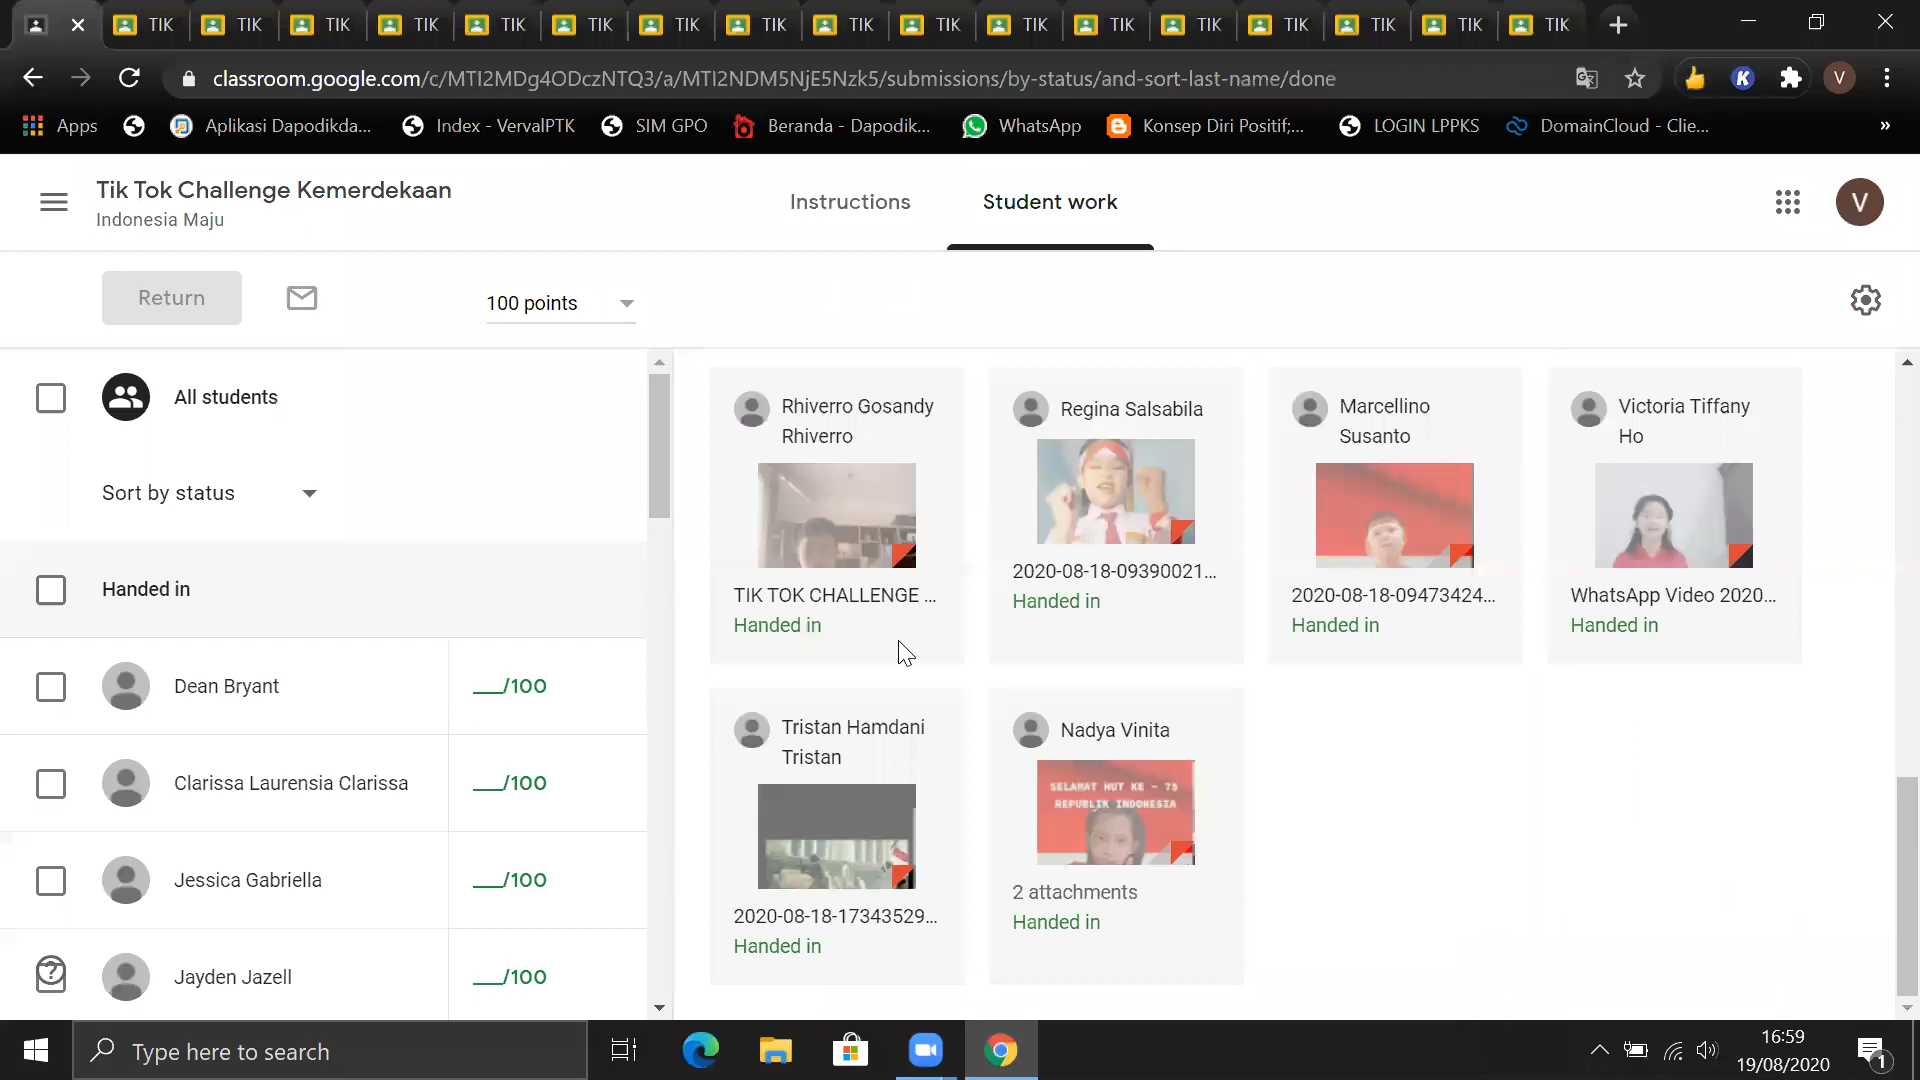 TIK TIK TIK TIK TIK TIK TIK TIK TIK TIK TIK TIK TIK TIK TIK TIK TIK
classroom.google.com/c/MTI2MDg4ODczNTQ3/a/MTI2NDM5NjE5Nzk5/submissions/by-status/and-sort-last-name/done
K
V
Apps
Aplikasi Dapodikda...
Index - VervalPTK
SIM GPO
Beranda - Dapodik...
WhatsApp
Konsep Diri Positif;...
LOGIN LPPKS
DomainCloud - Clie...
»
Tik Tok Challenge Kemerdekaan
Indonesia Maju
Instructions
Student work
V
Return
100 points
All students
Sort by status
Handed in
Dean Bryant
___/100
Clarissa Laurensia Clarissa
___/100
Jessica Gabriella
___/100
Jayden Jazell
___/100
Rhiverro Gosandy
Rhiverro
TIK TOK CHALLENGE ...
Handed in
Regina Salsabila
2020-08-18-09390021...
Handed in
Marcellino
Susanto
2020-08-18-09473424...
Handed in
Victoria Tiffany
Ho
WhatsApp Video 2020...
Handed in
Tristan Hamdani
Tristan
2020-08-18-17343529...
Handed in
Nadya Vinita
SELAMAT HUT KE - 75
REPUBLIK INDONESIA
2 attachments
Handed in
Type here to search
16:59
19/08/2020
1